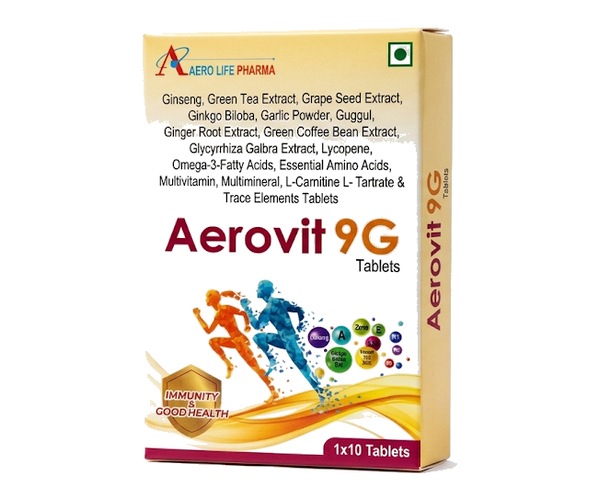 AERO LIFE PHARMA
Ginseng, Green Tea Extract, Grape Seed Extract,
Ginkgo Biloba, Garlic Powder, Guggul,
Ginger Root Extract, Green Coffee Bean Extract,
Glycyrrhiza Galbra Extract, Lycopene,
Omega-3-Fatty Acids, Essential Amino Acids,
Multivitamin, Multimineral, L-Carnitine L- Tartrate &
Trace Elements Tablets
Aerovit 9G
Tablets
A
Zinc
E
IMMUNITY
&
GOOD HEALTH
1x10 Tablets
Aerovit 9G
Tablets